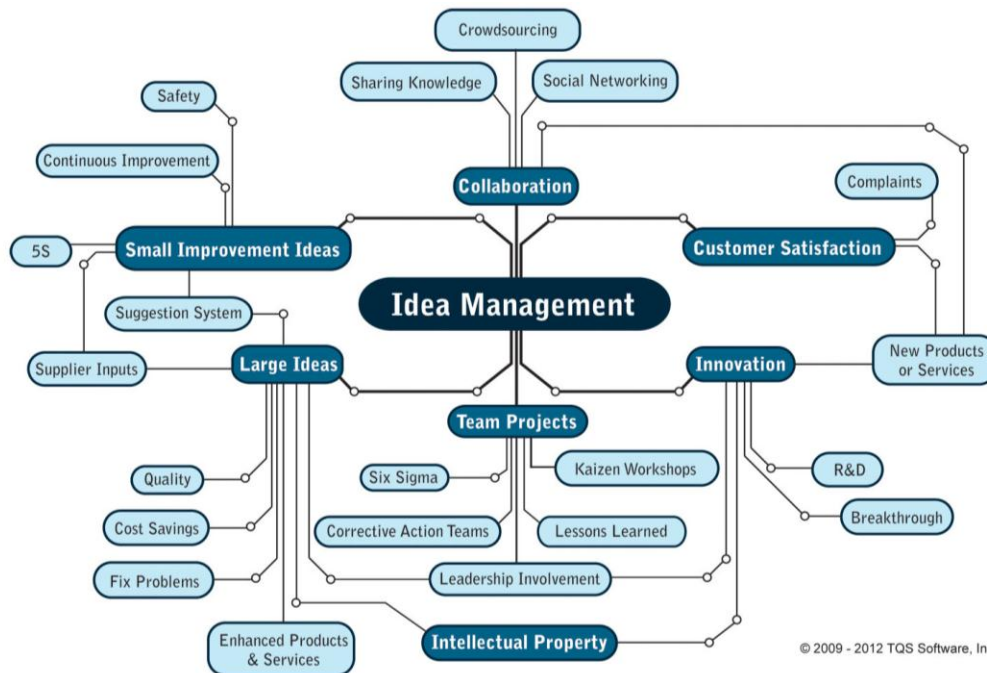 Crowdsourcing
Sharing Knowledge
Social Networking
Safety
Continuous Improvement
Collaboration
Complaints
5S
Small Improvement Ideas
Customer Satisfaction
Idea Management
Suggestion System
Supplier Inputs
Large Ideas
Innovation
New Products
or Services
Team Projects
Quality
Six Sigma
Kaizen Workshops
R&D
Cost Savings
Corrective Action Teams
Lessons Learned
Breakthrough
Fix Problems
Leadership Involvement
Enhanced Products
& Services
Intellectual Property
© 2009 - 2012 TQS Software, In